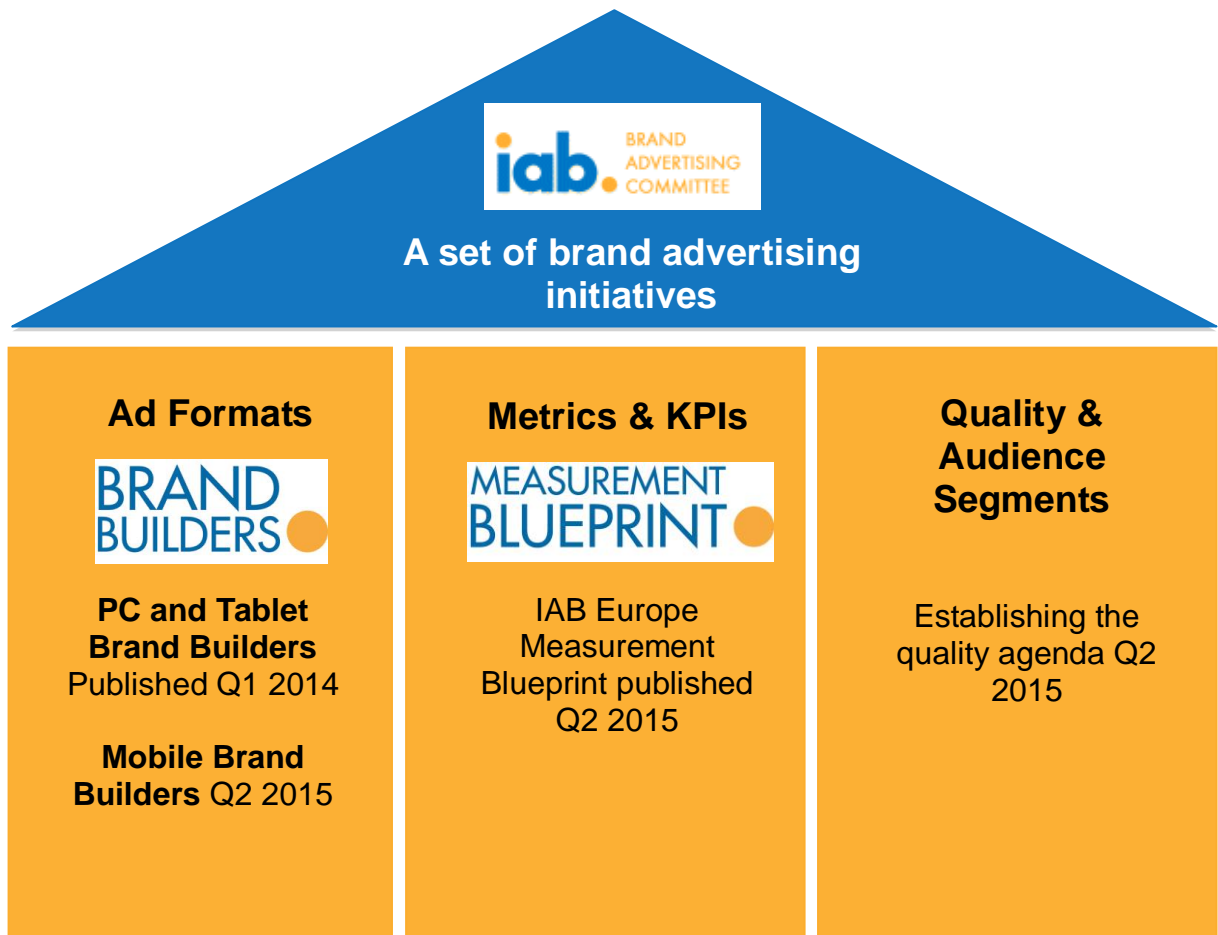 iab.
BRAND
ADVERTISING
COMMITTEE
A set of brand advertising
initiatives
Ad Formats
BRAND
BUILDERS
PC and Tablet
Brand Builders
Published Q1 2014
Mobile Brand
Builders Q2 2015
Metrics & KPIs
MEASUREMENT
BLUEPRINT
IAB Europe
Measurement
Blueprint published
Q2 2015
Quality &
Audience
Segments
Establishing the
quality agenda Q2
2015